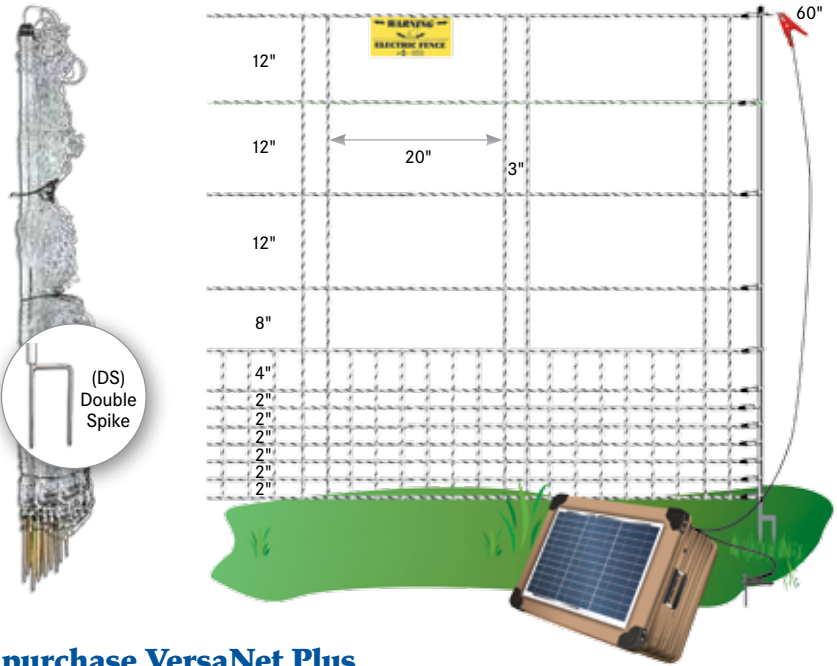 60"
WARNING
ELECTRIC FENCE
12"
12"
20"
3"
12"
8"
4"
2"
2"
2"
2"
2"
2"
(DS)
Double
Spike
purchase VersaNet Plus